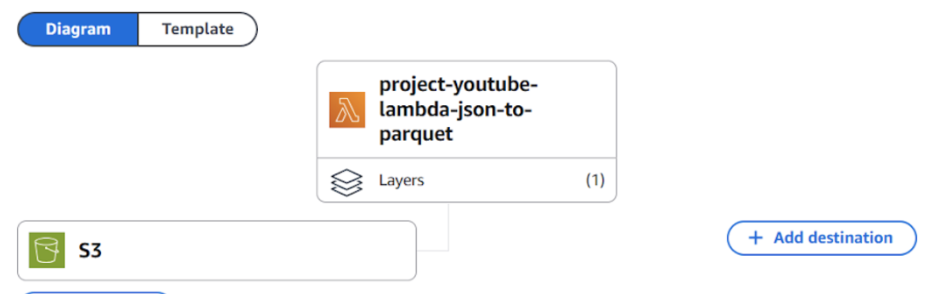 Diagram Template
project-youtube-
lambda-json-to-
parquet
Layers (1)
S3
+ Add destination